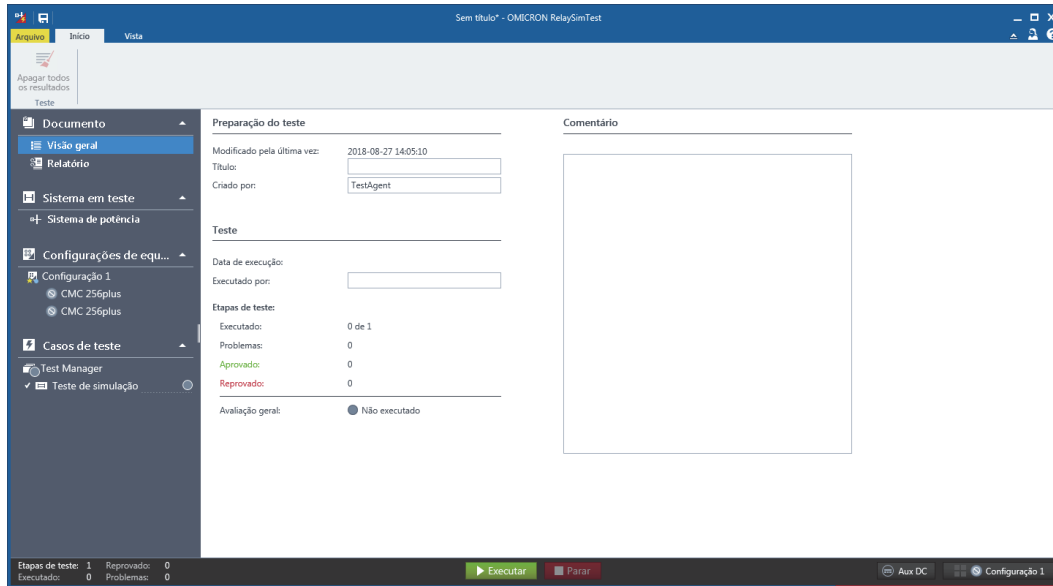 Sem título* - OMICRON RelaySimTest
Arquivo Início Vista
Apagar todos
os resultados
Teste
Documento
Visão geral
Relatório
Sistema em teste
Sistema de potência
Configurações de equ...
Configuração 1
CMC 256plus
CMC 256plus
Casos de teste
Test Manager
Teste de simulação
Preparação do teste
Modificado pela última vez: 2018-08-27 14:05:10
Título:
Criado por: TestAgent
Teste
Data de execução:
Executado por:
Etapas de teste:
Executado: 0 de 1
Problemas: 0
Aprovado: 0
Reprovado: 0
Avaliação geral: Não executado
Comentário
Etapas de teste: 1 Reprovado: 0
Executado: 0 Problemas: 0
Executar Parar Aux DC Configuração 1